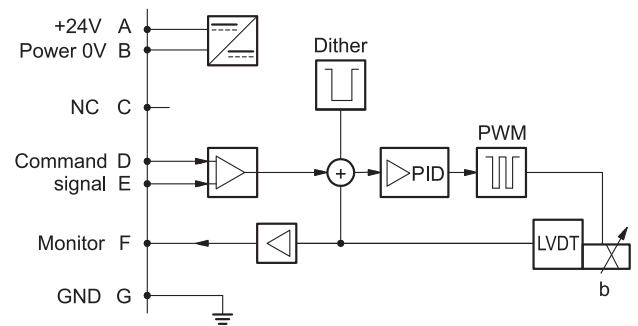 +24V A
Power 0V B
Dither
NC C
PWM
Command D
signal E
+
PID
Monitor F
LVDT
b
GND G